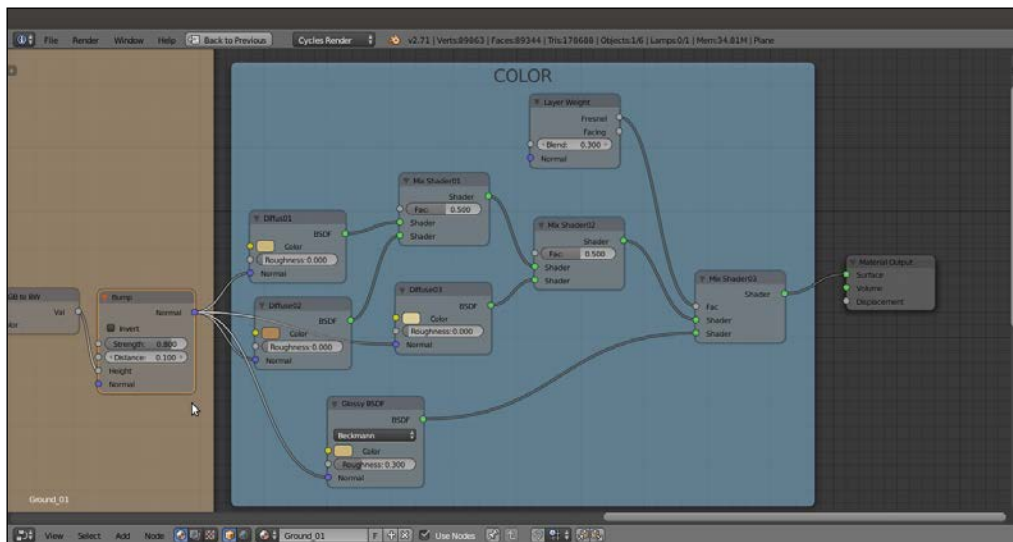 File Render Window Help Back to Previous Cycles Render v2.71 | Verts:89863 | Faces:89344 | Tris:178688 | Objects:1/6 | Lamps:0/1 | Mem:34.81M | Plane
COLOR
Layer Weight
Fresnel
Facing
Blend: 0.300
Normal
Mix Shader01
Shader
Fac: 0.500
Shader
Shader
Diffus01
BSDF
Color
Roughness:0.000
Normal
Mix Shader02
Shader
Fac: 0.500
Shader
Shader
Material Output
Surface
Volume
Displacement
Mix Shader03
Shader
Fac
Shader
Shader
GB to BW
Val
Bump
Normal
Invert
Strength: 0.800
Distance: 0.100
Height
Normal
Diffuse02
BSDF
Color
Roughness:0.000
Normal
Diffuse03
BSDF
Color
Roughness:0.000
Normal
Glossy BSDF
BSDF
Beckmann
Color
Roughness:0.300
Normal
Ground_01
View Select Add Node Ground_01 F Use Nodes